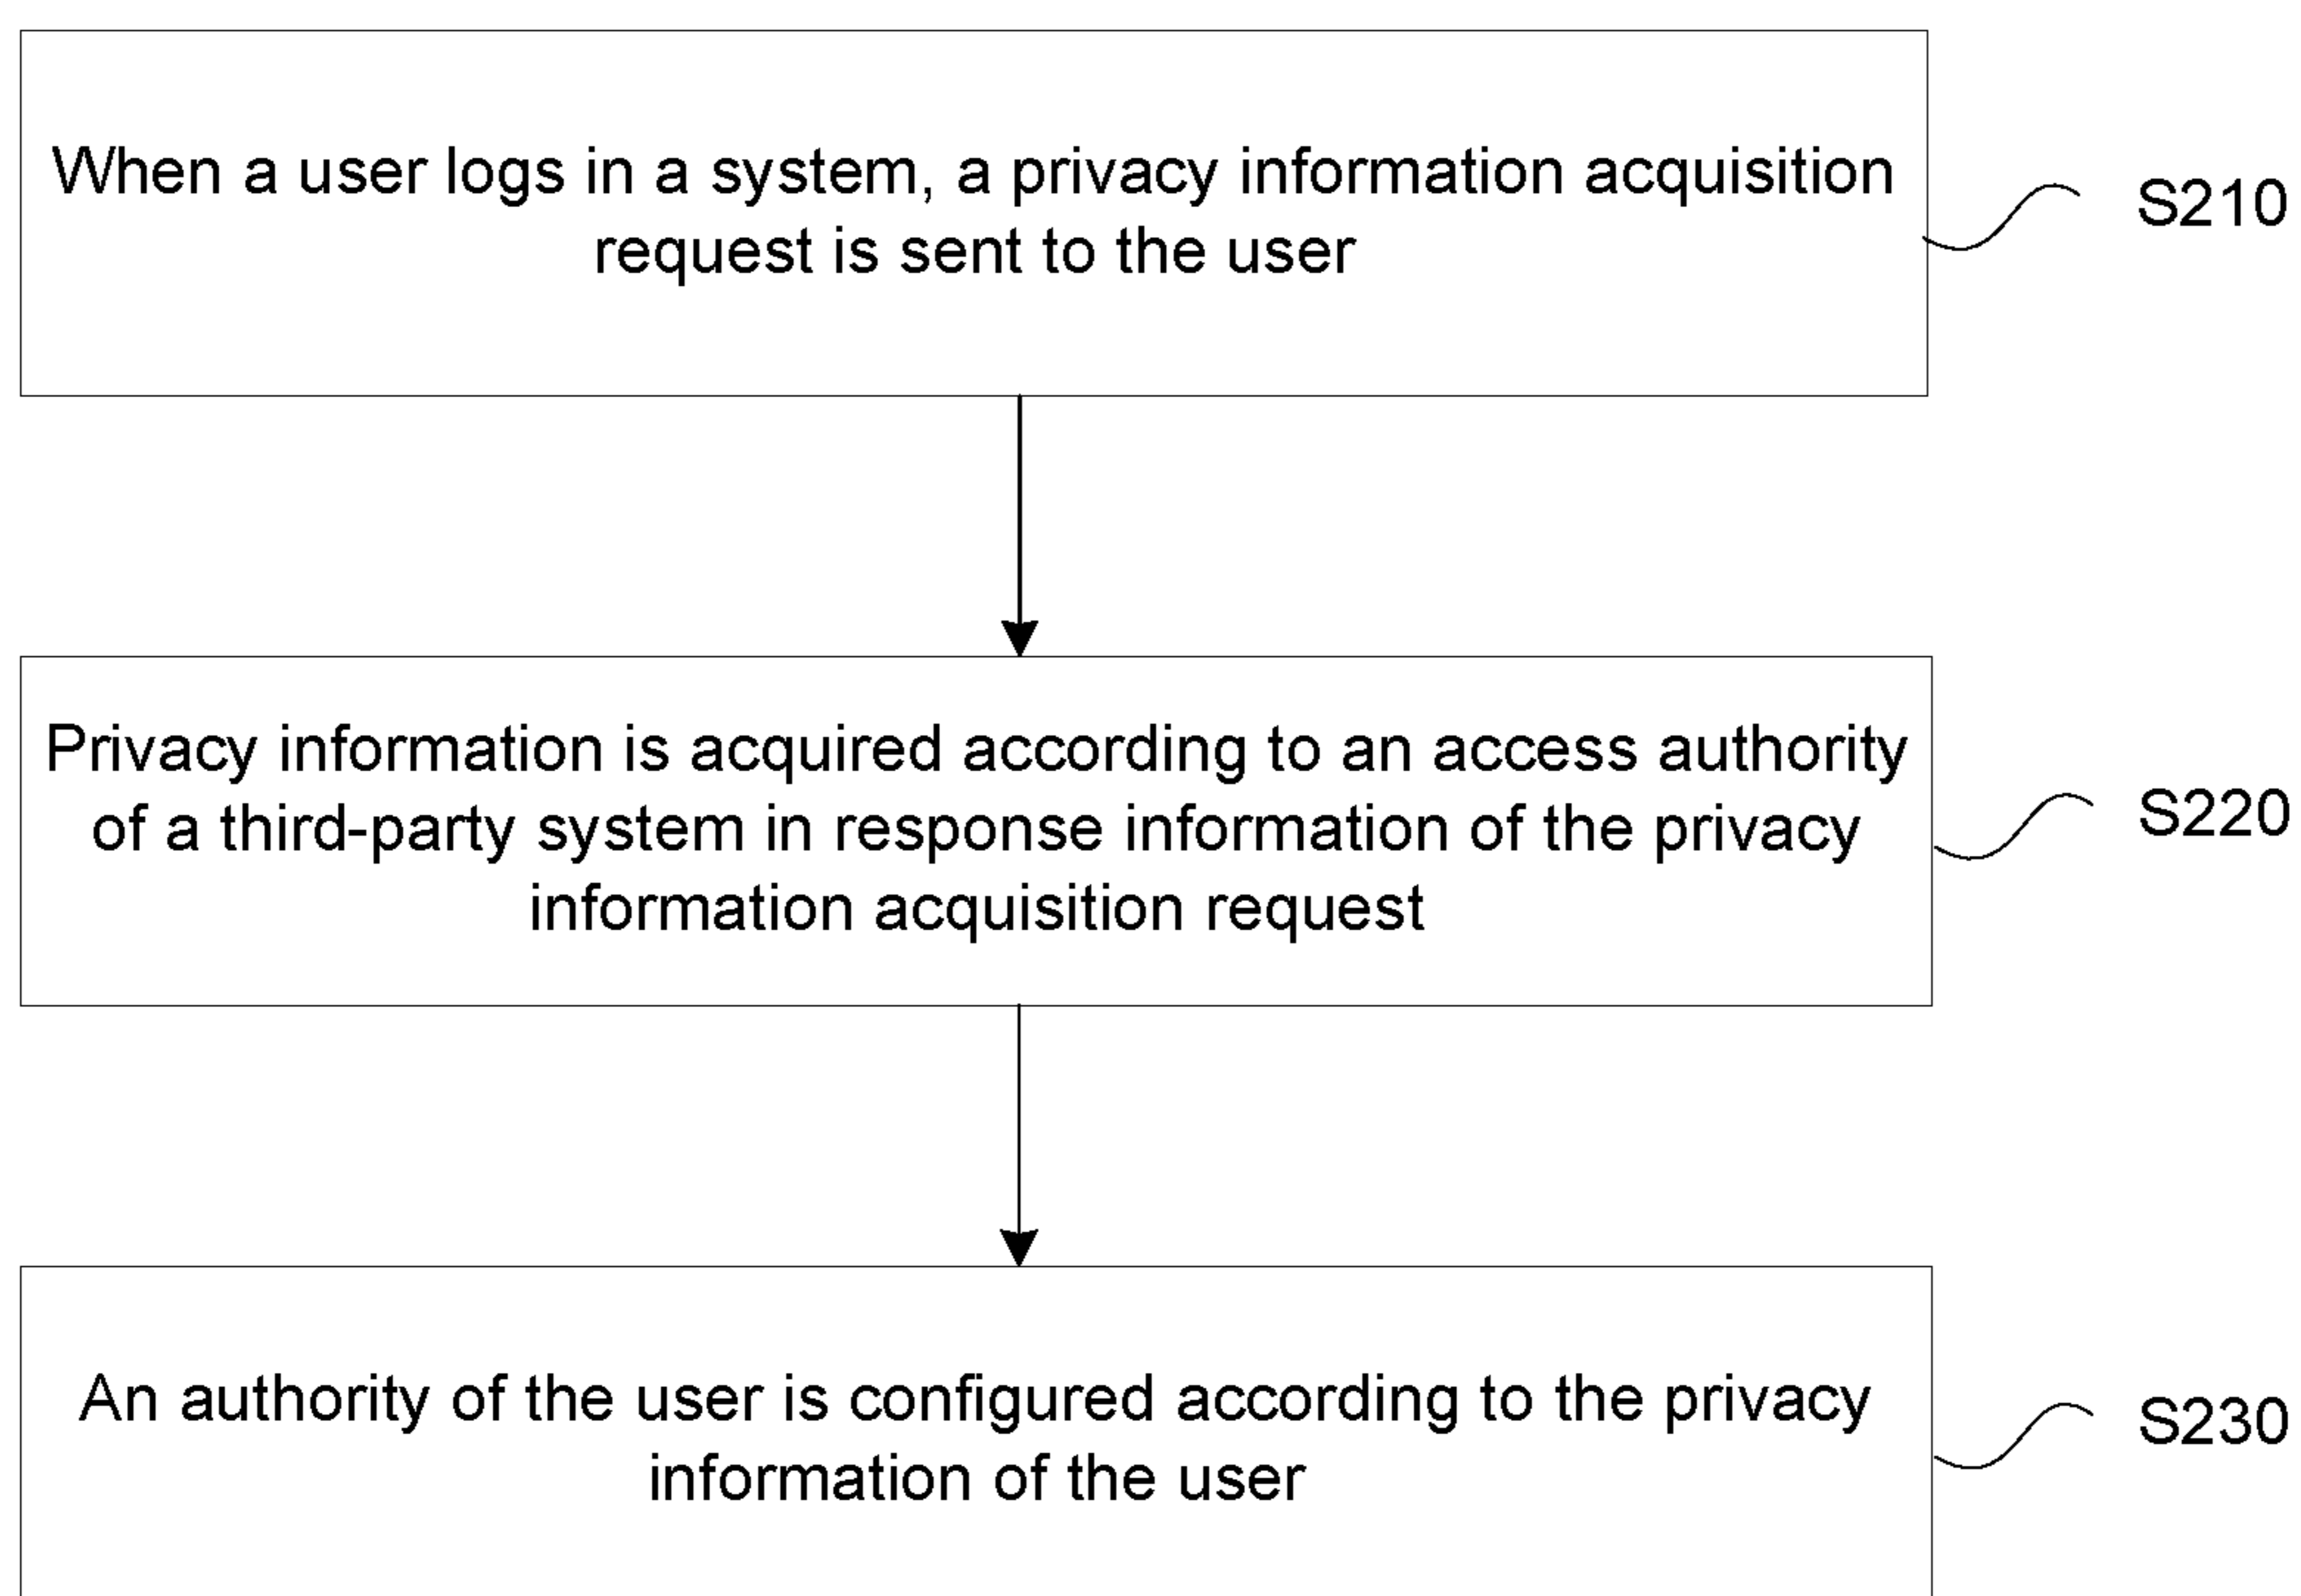 When a user logs in a system, a privacy information acquisition
request is sent to the user
S210
Privacy information is acquired according to an access authority
of a third-party system in response information of the privacy
information acquisition request
S220
An authority of the user is configured according to the privacy
information of the user
S230